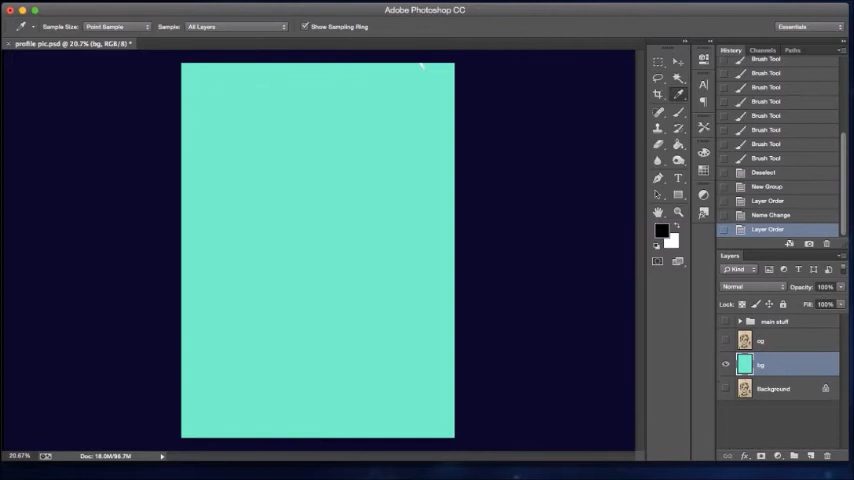 Adobe Photoshop CC
Sample Size: Point Sample Sample: All Layers Show Sampling Ring Essentials
profile pic.psd @ 20.7% (bg, RGB/8) *
History Channels Paths
Brush Tool
Brush Tool
Brush Tool
Brush Tool
Brush Tool
Brush Tool
Brush Tool
Brush Tool
Deselect
New Group
Layer Order
Name Change
Layer Order
Layers
Kind
Normal Opacity: 100%
Lock: Fill: 100%
main stuff
og
bg
Background
20.67% Doc: 18.0M/98.7M